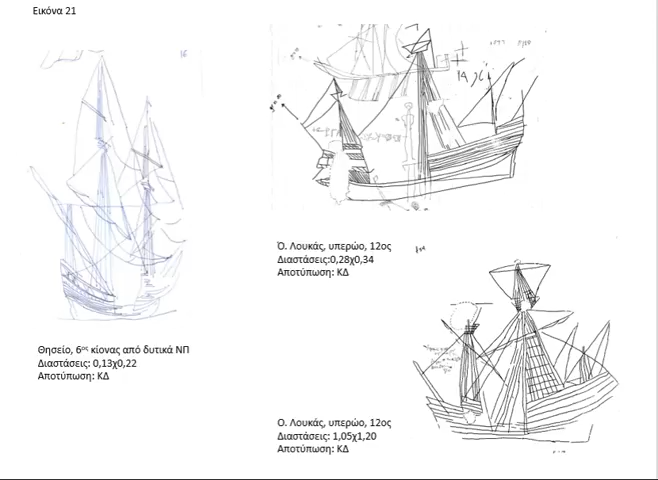 Εικόνα 21
Θησείο, 6ος κίονας από δυτικά ΝΠ
Διαστάσεις: 0,13χ0,22
Αποτύπωση: ΚΔ
Ό. Λουκάς, υπερώο, 12ος
Διαστάσεις:0,28χ0,34
Αποτύπωση: ΚΔ
Ο. Λουκάς, υπερώο, 12ος
Διαστάσεις: 1,05χ1,20
Αποτύπωση: ΚΔ